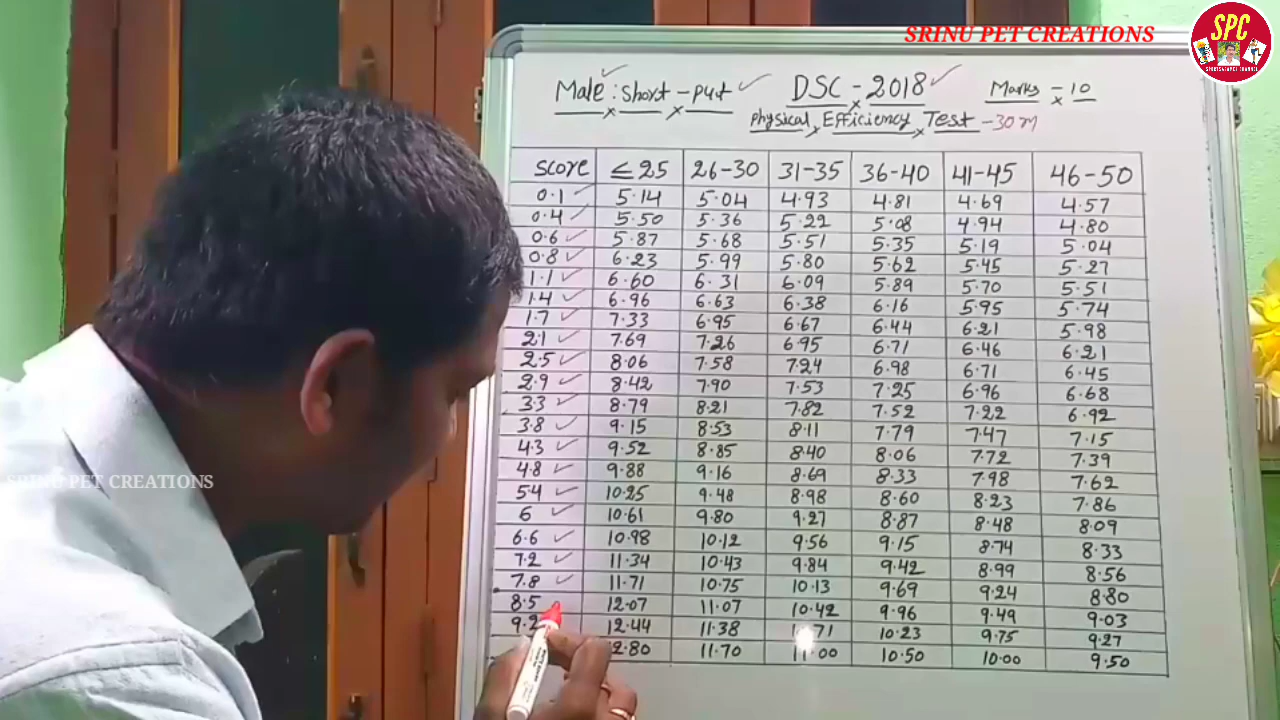 SRINU PET CREATIONS
SPC
SPORTS & PET CHANNEL
Male: Short-put DSC-2018 Marks-10
Physical Efficiency Test -30m
score ≤25 26-30 31-35 36-40 41-45 46-50
0.1 5.14 5.04 4.93 4.81 4.69 4.57
0.4 5.50 5.36 5.22 5.08 4.94 4.80
0.6 5.87 5.68 5.51 5.35 5.19 5.04
0.8 6.23 5.99 5.80 5.62 5.45 5.27
1.1 6.60 6.31 6.09 5.89 5.70 5.51
1.4 6.96 6.63 6.38 6.16 5.95 5.74
1.7 7.33 6.95 6.67 6.44 6.21 5.98
2.1 7.69 7.26 6.95 6.71 6.46 6.21
2.5 8.06 7.58 7.24 6.98 6.71 6.45
2.9 8.42 7.90 7.53 7.25 6.96 6.68
3.3 8.79 8.21 7.82 7.52 7.22 6.92
3.8 9.15 8.53 8.11 7.79 7.47 7.15
4.3 9.52 8.85 8.40 8.06 7.72 7.39
4.8 9.88 9.16 8.69 8.33 7.98 7.62
5.4 10.25 9.48 8.98 8.60 8.23 7.86
6 10.61 9.80 9.27 8.87 8.48 8.09
6.6 10.98 10.12 9.56 9.15 8.74 8.33
7.2 11.34 10.43 9.84 9.42 8.99 8.56
7.8 11.71 10.75 10.13 9.69 9.24 8.80
8.5 12.07 11.07 10.42 9.96 9.49 9.03
9.2 12.44 11.38 71 10.23 9.75 9.27
2.80 11.70 11.00 10.50 10.00 9.50
SRINU PET CREATIONS